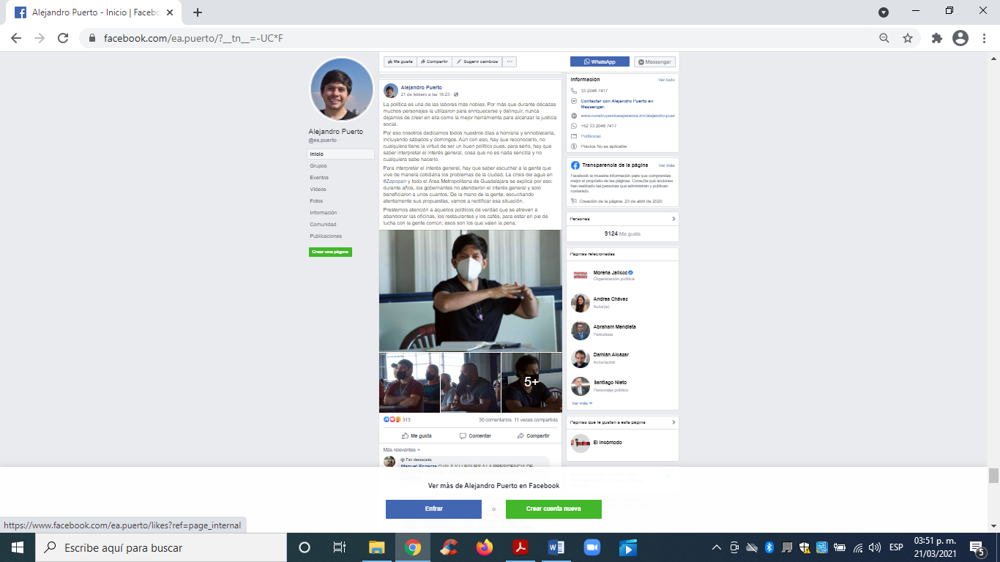 Alejandro Puerto - Inicio | Facebo
facebook.com/ea.puerto/?__tn__=-UC*F
Me gusta
Compartir
Sugerir cambios
WhatsApp
Messenger
Alejandro Puerto
@ea.puerto
Inicio
Grupos
Eventos
Vídeos
Fotos
Información
Comunidad
Publicaciones
Crear una página
Alejandro Puerto
21 de febrero a las 18:23
La política es una de las labores más nobles. Por más que durante décadas
muchos personajes la utilizaron para enriquecerse y delinquir, nunca
dejamos de creer en ella como la mejor herramienta para alcanzar la justicia
social.
Por eso nosotros dedicamos todos nuestros días a honrarla y ennoblecerla,
incluyendo sábados y domingos. Aún con eso, hay que reconocerlo, no
cualquiera tiene la virtud de ser un buen político pues, para serlo, hay que
saber interpretar el interés general, cosa que no es nada sencilla y no
cualquiera sabe hacerlo.
Para interpretar el interés general, hay que saber escuchar a la gente que
vive de manera cotidiana los problemas de la ciudad. La crisis del agua en
#Zapopan y todo el Área Metropolitana de Guadalajara se explica por eso;
durante años, los gobernantes no atendieron el interés general y solo
beneficiaron a unos cuantos. De la mano de la gente, escuchando
atentamente sus propuestas, vamos a rectificar esa situación.
Prestemos atención a aquellos políticos de verdad que se atreven a
abandonar las oficinas, los restaurantes y los cafés, para estar en pie de
lucha con la gente común; esos son los que valen la pena.
5+
313
30 comentarios 11 veces compartida
Me gusta
Comentar
Compartir
Más relevantes
Fan destacado
Manuel Esparza OJALÁ Y LLEGUES A LA PRESIDENCIA DE
Información
Ver todo
33 2046 7417
Contactar con Alejandro Puerto en
Messenger.
www.construyendoesperanza.mx/alejandro-puer
+52 33 2046 7417
Político(a)
Precios No es aplicable
Transparencia de la página
Ver más
Facebook te muestra información para que comprendas
mejor el propósito de las páginas. Consulta qué acciones
han realizado las personas que administran y publican
contenido.
Creación de la página: 23 de abril de 2020
Personas
9124 Me gusta
Páginas relacionadas
Morena Jalisco
Organización política
Andrea Chávez
Autor(a)
Abraham Mendieta
Periodista
Damián Alcázar
Actor/actriz
Santiago Nieto
Personaje público
Ver más
Páginas que le gustan a esta página
El Incómodo
Ver más de Alejandro Puerto en Facebook
Entrar
o
Crear cuenta nueva
https://www.facebook.com/ea.puerto/likes?ref=page_internal
Escribe aquí para buscar
ESP
03:51 p. m.
21/03/2021
5